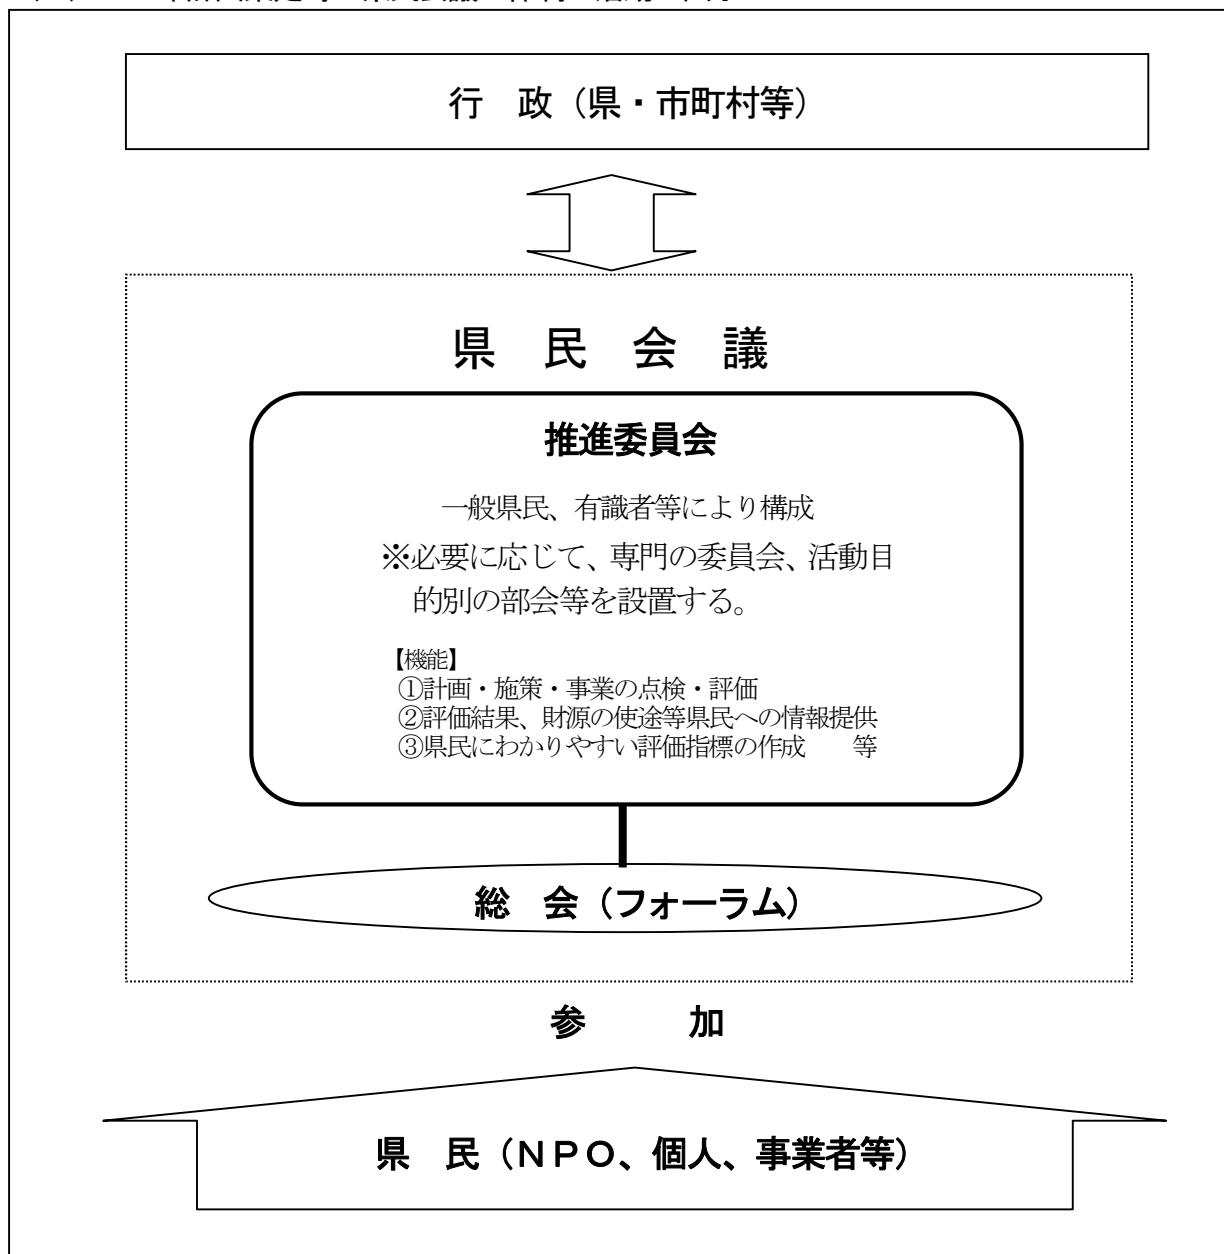 行　政（県・市町村等）
県　民　会　議
推進委員会
一般県民、有識者等により構成
※必要に応じて、専門の委員会、活動目
的別の部会等を設置する。
【機能】
①計画・施策・事業の点検・評価
②評価結果、財源の使途等県民への情報提供
③県民にわかりやすい評価指標の作成　　等
総　会（フォーラム）
参　　　加
県　民（ＮＰＯ、個人、事業者等）